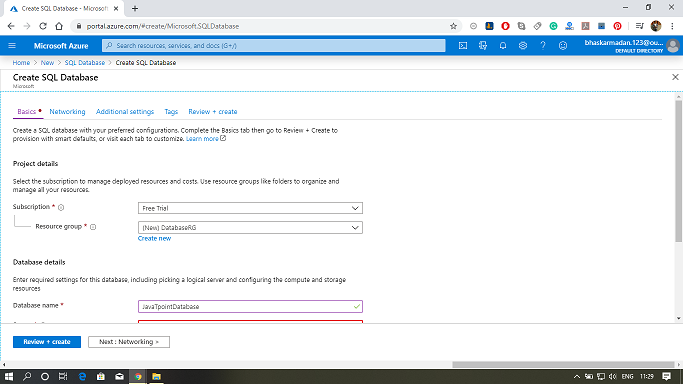 Create SQL Database - Microsoft
portal.azure.com/#create/Microsoft.SQLDatabase
Microsoft Azure
Search resources, services, and docs (G+/)
bhaskarmadan.123@ou...
DEFAULT DIRECTORY
Home > New > SQL Database > Create SQL Database
Create SQL Database
Microsoft
Basics * Networking Additional settings Tags Review + create
Create a SQL database with your preferred configurations. Complete the Basics tab then go to Review + Create to
provision with smart defaults, or visit each tab to customize. Learn more
Project details
Select the subscription to manage deployed resources and costs. Use resource groups like folders to organize and
manage all your resources.
Subscription * Free Trial
Resource group * (New) DatabaseRG
Create new
Database details
Enter required settings for this database, including picking a logical server and configuring the compute and storage
resources
Database name * JavaTpointDatabase
Review + create
Next : Networking >
ENG 11:29